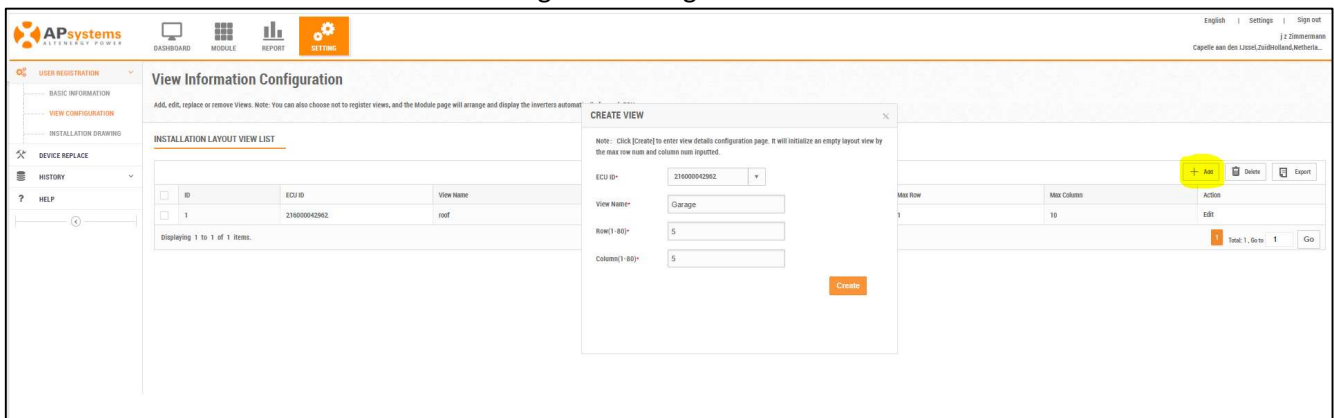 English | Settings | Sign out
j z Zimmermann
Capelle aan den IJssel,ZuidHolland,Netherla...
APsystems
ALTENERGY POWER
DASHBOARD MODULE REPORT SETTING
USER REGISTRATION
BASIC INFORMATION
VIEW CONFIGURATION
INSTALLATION DRAWING
DEVICE REPLACE
HISTORY
? HELP
View Information Configuration
Add, edit, replace or remove Views. Note: You can also choose not to register views, and the Module page will arrange and display the inverters
INSTALLATION LAYOUT VIEW LIST
+ Add Delete Export
ID ECU ID View Name Max Row Max Column Action
1 216000042962 roof 1 10 Edit
Displaying 1 to 1 of 1 items.
1 Total: 1 , Go to 1 Go
CREATE VIEW
Note : Click [Create] to enter view details configuration page. It will initialize an empty layout view by
the max row num and column num inputted.
ECU ID* 216000042962
View Name* Garage
Row(1-80)* 5
Column(1-80)* 5
Create